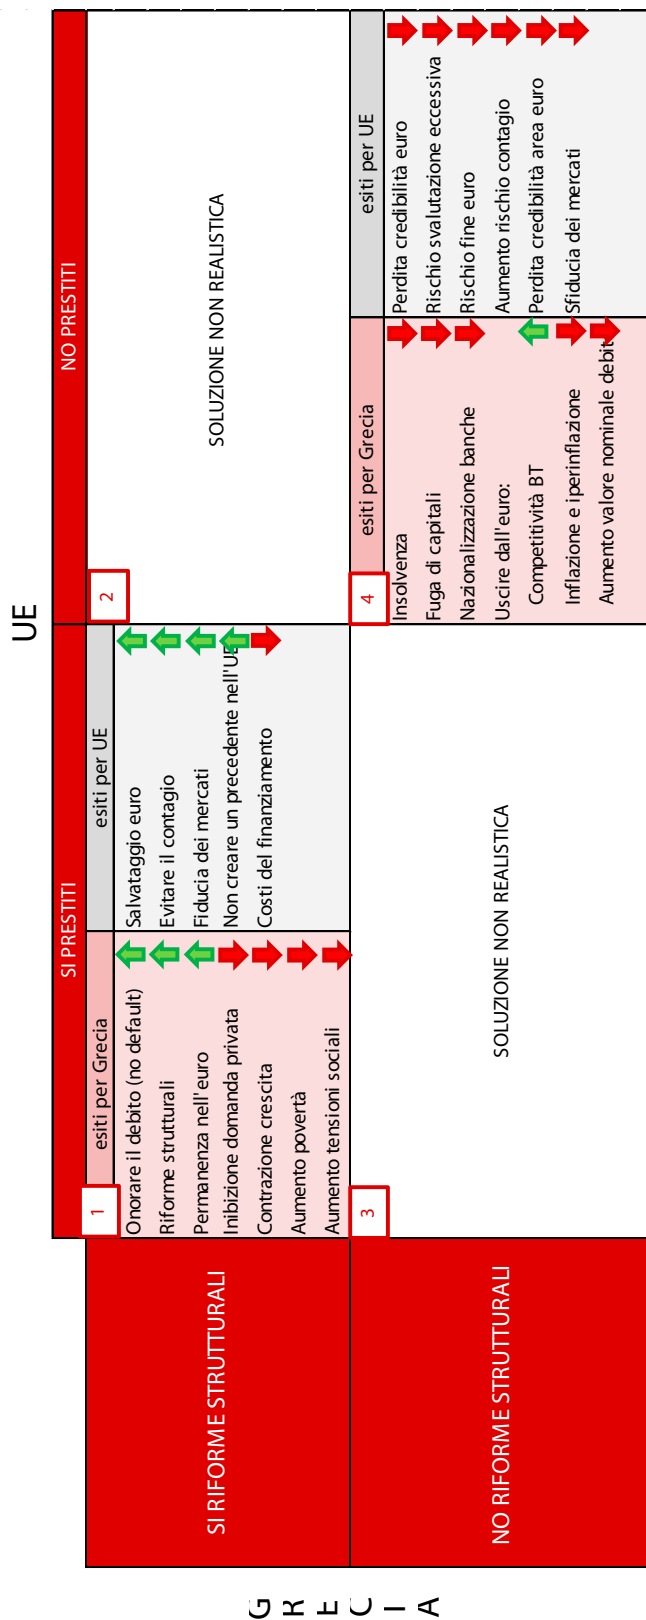 UE
SI PRESTITI
NO PRESTITI
GRECIA
SI RIFORME STRUTTURALI
1
esiti per Grecia
esiti per UE
Onorare il debito (no default)
Riforme strutturali
Permanenza nell'euro
Inibizione domanda privata
Contrazione crescita
Aumento povertà
Aumento tensioni sociali
Salvataggio euro
Evitare il contagio
Fiducia dei mercati
Non creare un precedente nell'UE
Costi del finanziamento
2
SOLUZIONE NON REALISTICA
NO RIFORME STRUTTURALI
3
SOLUZIONE NON REALISTICA
4
esiti per Grecia
esiti per UE
Insolvenza
Fuga di capitali
Nazionalizzazione banche
Uscire dall'euro:
Competitività BT
Inflazione e iperinflazione
Aumento valore nominale debit
Perdita credibilità euro
Rischio svalutazione eccessiva
Rischio fine euro
Aumento rischio contagio
Perdita credibilità area euro
Sfiducia dei mercati